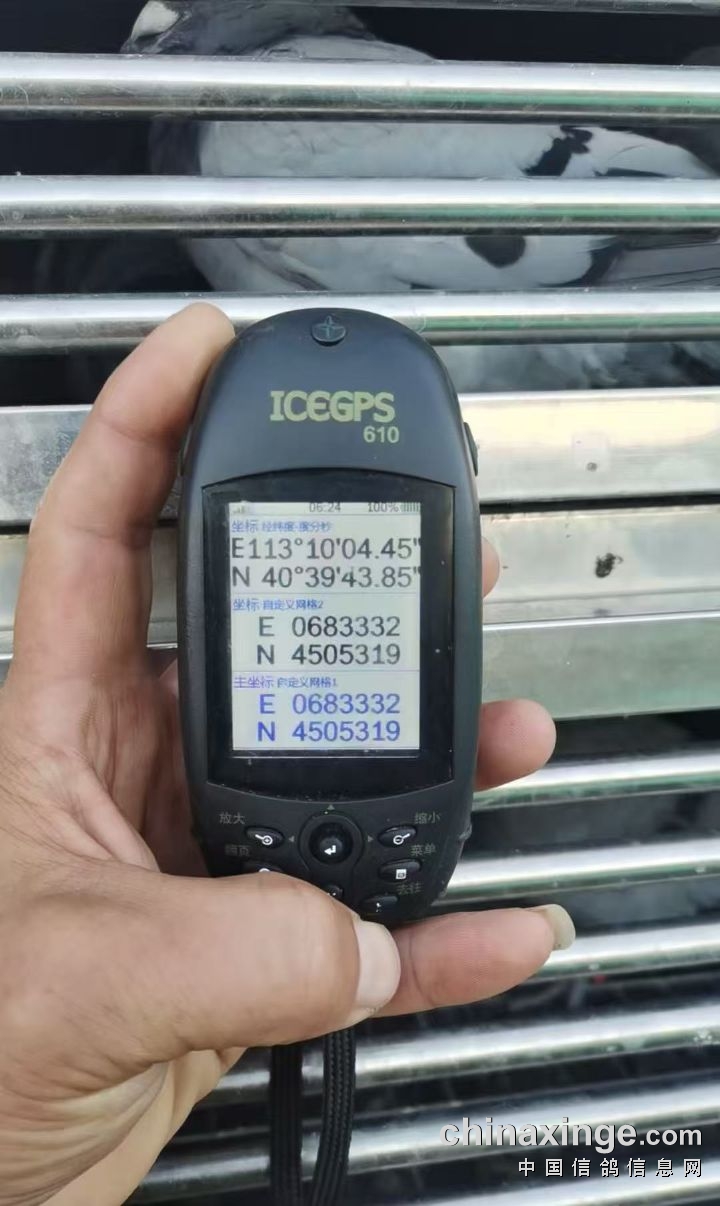 ICEGPS
610
06:24 100%
坐标 经纬度-度分秒
E113°10'04.45"
N 40°39'43.85"
坐标 自定义网格2
E 0683332
N 4505319
主坐标 自定义网格1
E 0683332
N 4505319
放大 缩小
翻页 菜单
去往
chinaxinge.com
中国信鸽信息网